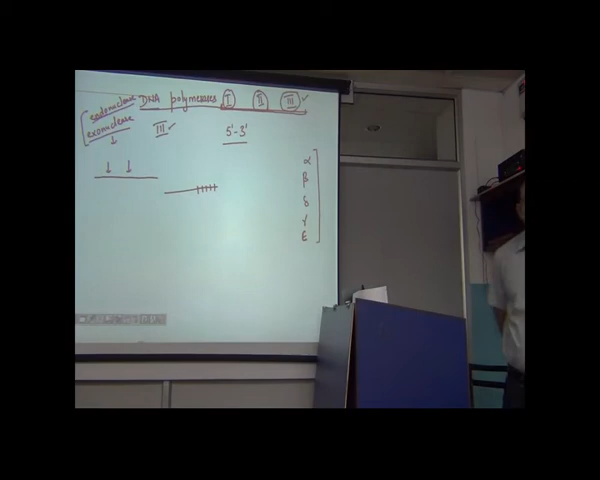 endonuclease DNA polymerases I II III ✓
exonuclease
III ✓ 5'-3'
α
β
δ
γ
ε